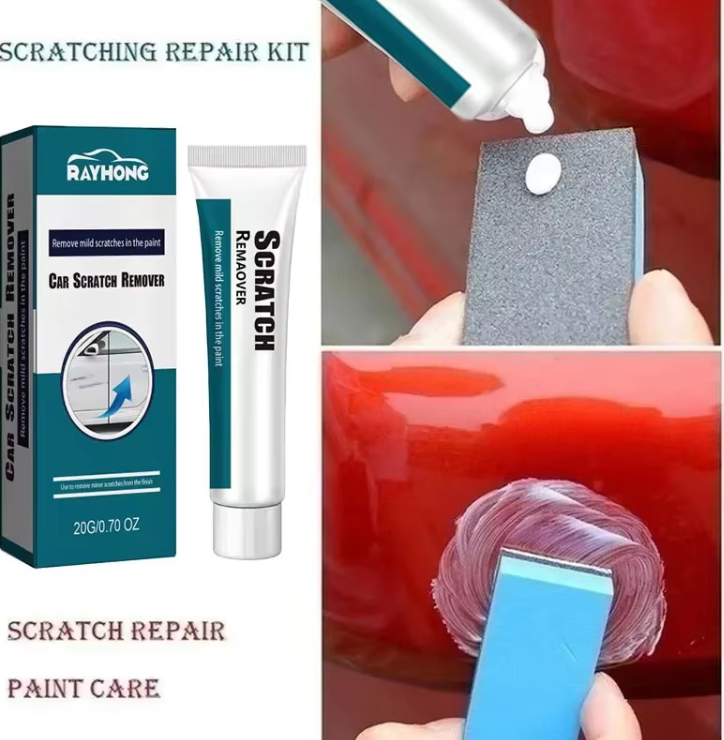 SCRATCHING REPAIR KIT
RAYHONG
Remove mild scratches in the paint
CAR SCRATCH REMOVER
Use to remove minor scratches from the finish
20G/0.70 OZ
CAR SCRATCH REMOVER
Remove mild scratches in the paint
SCRATCH
REMAOVER
Remove mild scratches in the paint
SCRATCH REPAIR
PAINT CARE